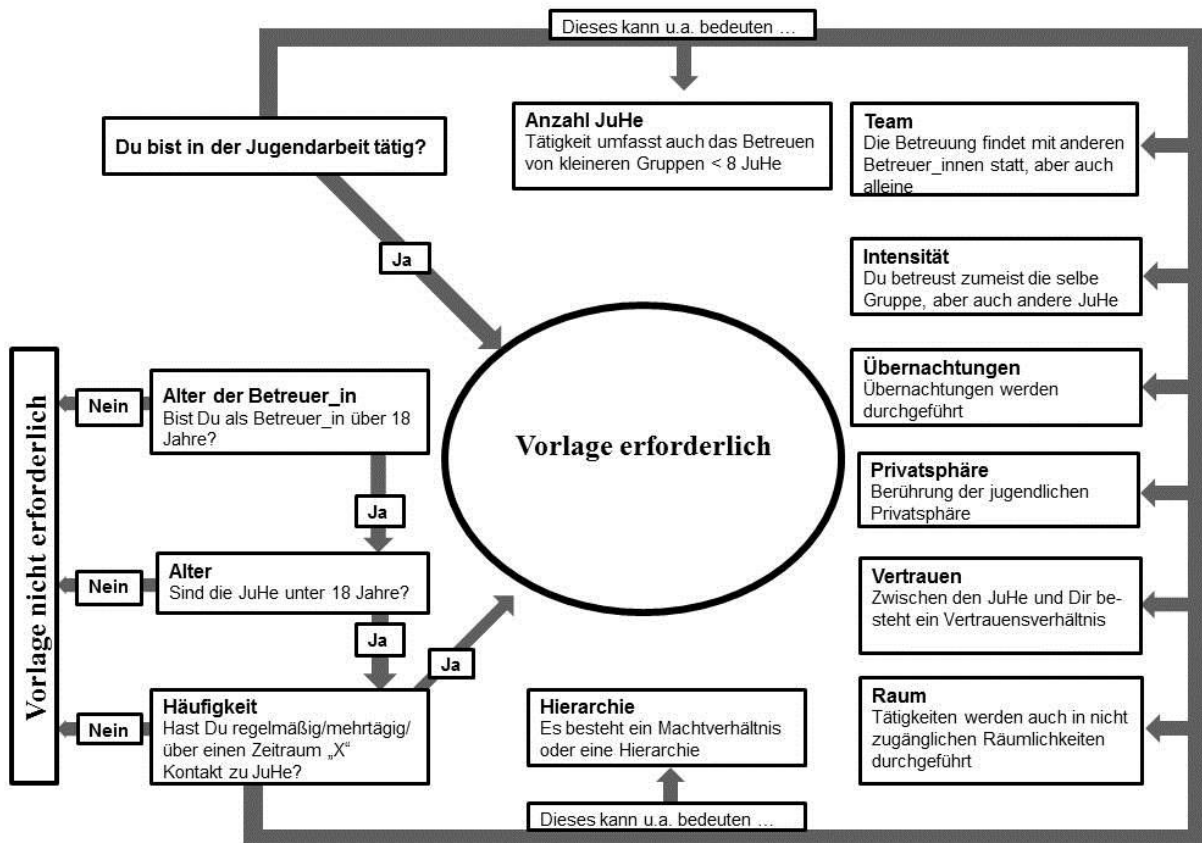 Dieses kann u.a. bedeuten …
Du bist in der Jugendarbeit tätig?
Anzahl JuHe
Tätigkeit umfasst auch das Betreuen
von kleineren Gruppen < 8 JuHe
Team
Die Betreuung findet mit anderen
Betreuer_innen statt, aber auch
alleine
Ja
Intensität
Du betreust zumeist die selbe
Gruppe, aber auch andere JuHe
Vorlage nicht erforderlich
Nein
Alter der Betreuer_in
Bist Du als Betreuer_in über 18
Jahre?
Vorlage erforderlich
Übernachtungen
Übernachtungen werden
durchgeführt
Ja
Privatsphäre
Berührung der jugendlichen
Privatsphäre
Nein
Alter
Sind die JuHe unter 18 Jahre?
Vertrauen
Zwischen den JuHe und Dir be-
steht ein Vertrauensverhältnis
Ja
Ja
Nein
Häufigkeit
Hast Du regelmäßig/mehrtägig/
über einen Zeitraum „X“
Kontakt zu JuHe?
Hierarchie
Es besteht ein Machtverhältnis
oder eine Hierarchie
Raum
Tätigkeiten werden auch in nicht
zugänglichen Räumlichkeiten
durchgeführt
Dieses kann u.a. bedeuten …